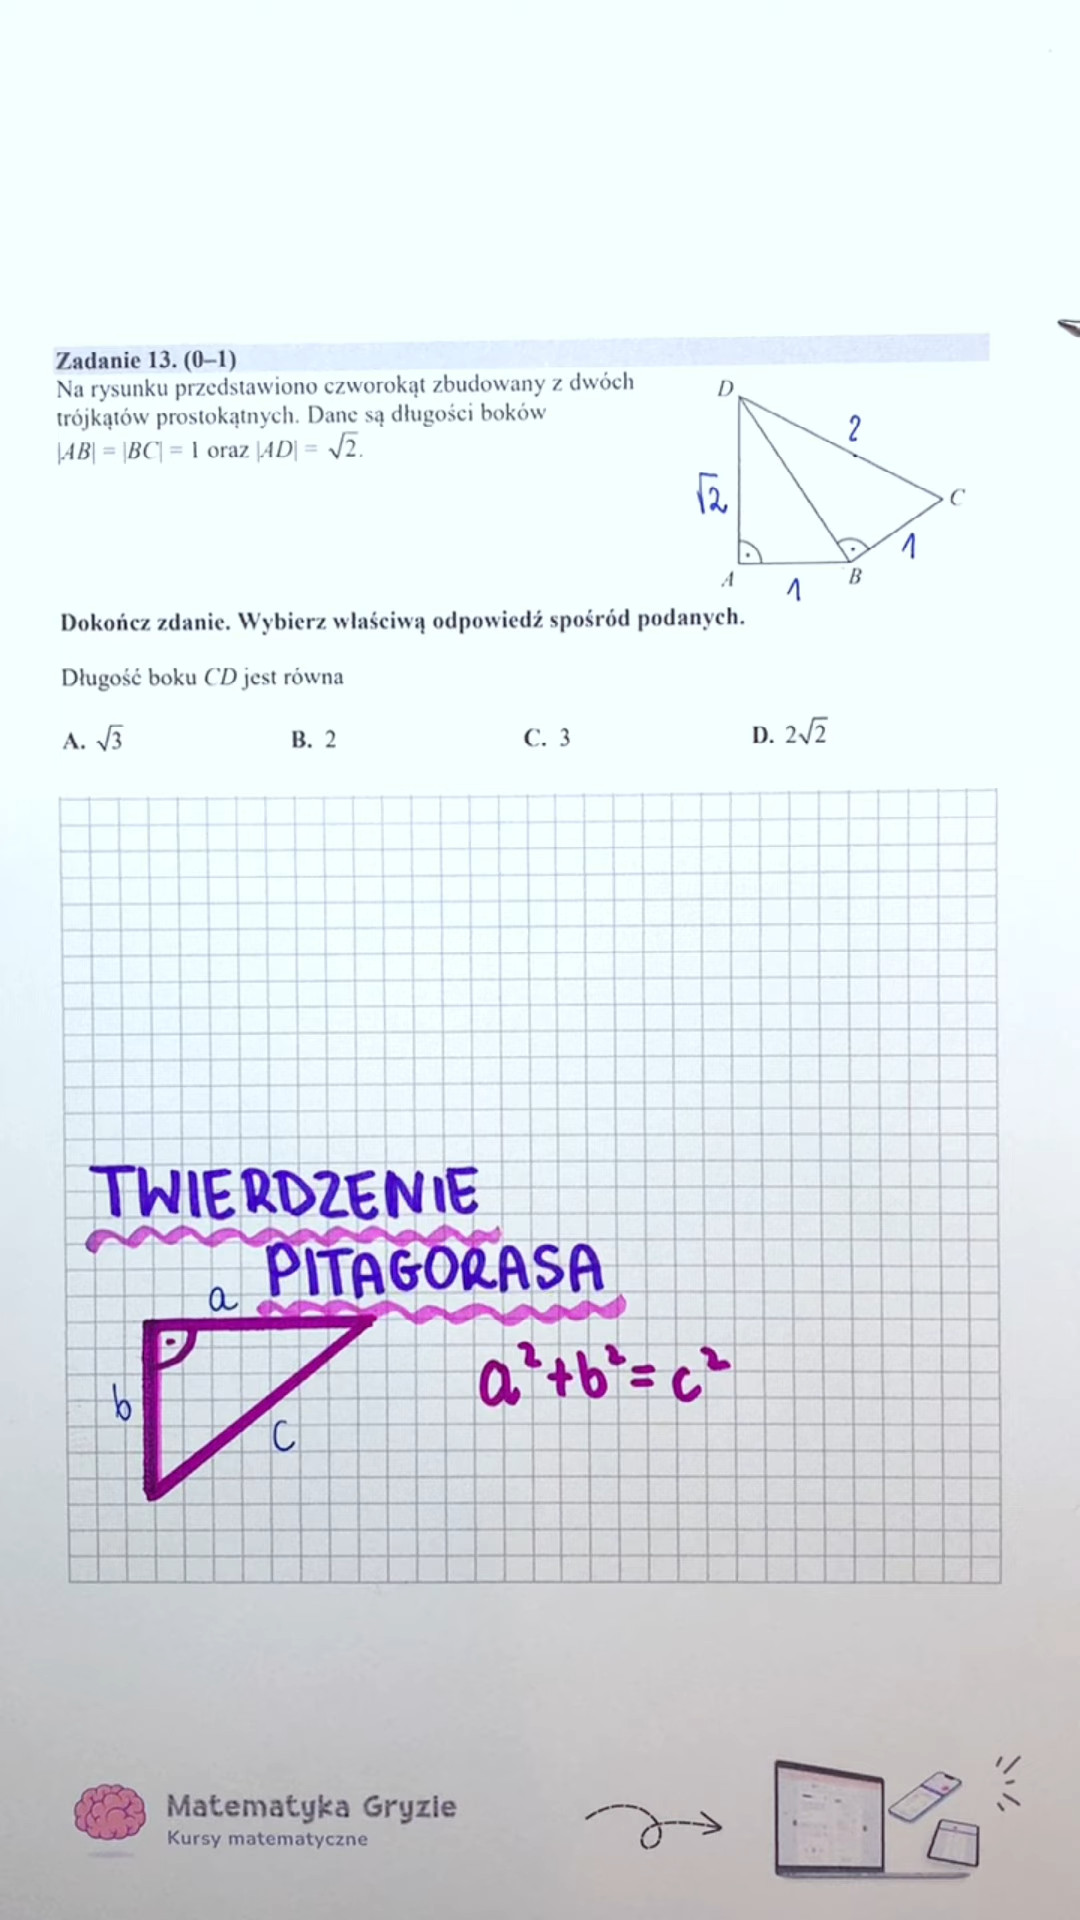 Zadanie 13. (0–1)
Na rysunku przedstawiono czworokąt zbudowany z dwóch
trójkątów prostokątnych. Dane są długości boków
|AB| = |BC| = 1 oraz |AD| = √2.
D
2
√2
C
1
A
B
1
Dokończ zdanie. Wybierz właściwą odpowiedź spośród podanych.
Długość boku CD jest równa
A. √3 B. 2 C. 3 D. 2√2
TWIERDZENIE
PITAGORASA
a
b
c
a²+b²=c²
Matematyka Gryzie
Kursy matematyczne